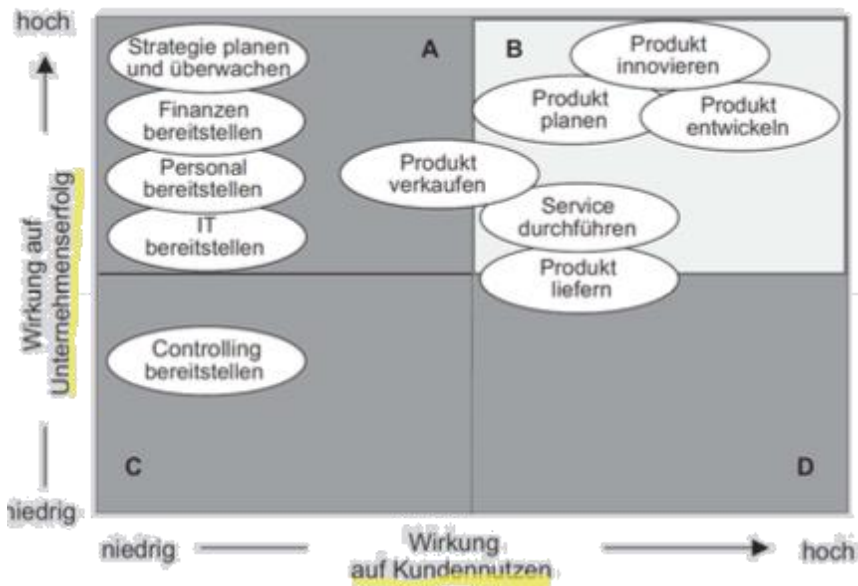 hoch
Strategie planen
und überwachen
A
B
Produkt
innovieren
Finanzen
bereitstellen
Produkt
planen
Produkt
entwickeln
Personal
bereitstellen
Produkt
verkaufen
IT
bereitstellen
Service
durchführen
Produkt
liefern
Wirkung auf
Unternehmenserfolg
Controlling
bereitstellen
C
D
niedrig
niedrig
Wirkung
auf Kundennutzen
hoch